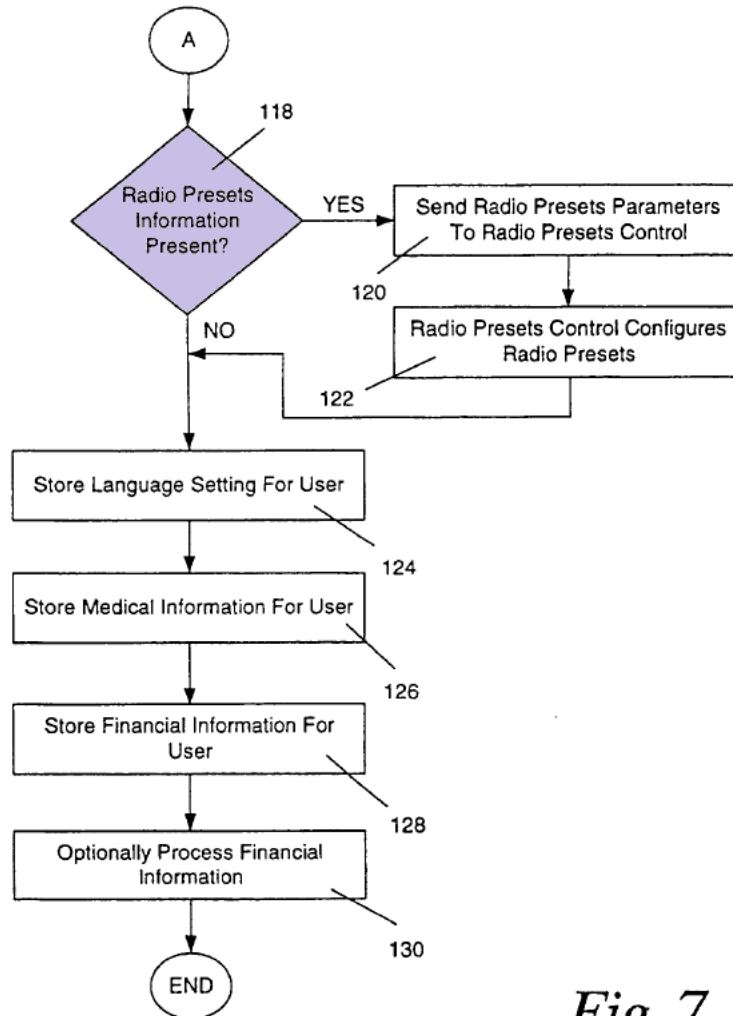 A
118
Radio Presets
Information
Present?
YES
Send Radio Presets Parameters
To Radio Presets Control
120
Radio Presets Control Configures
Radio Presets
122
NO
Store Language Setting For User
124
Store Medical Information For User
126
Store Financial Information For
User
128
Optionally Process Financial
Information
130
END
Fig. 7